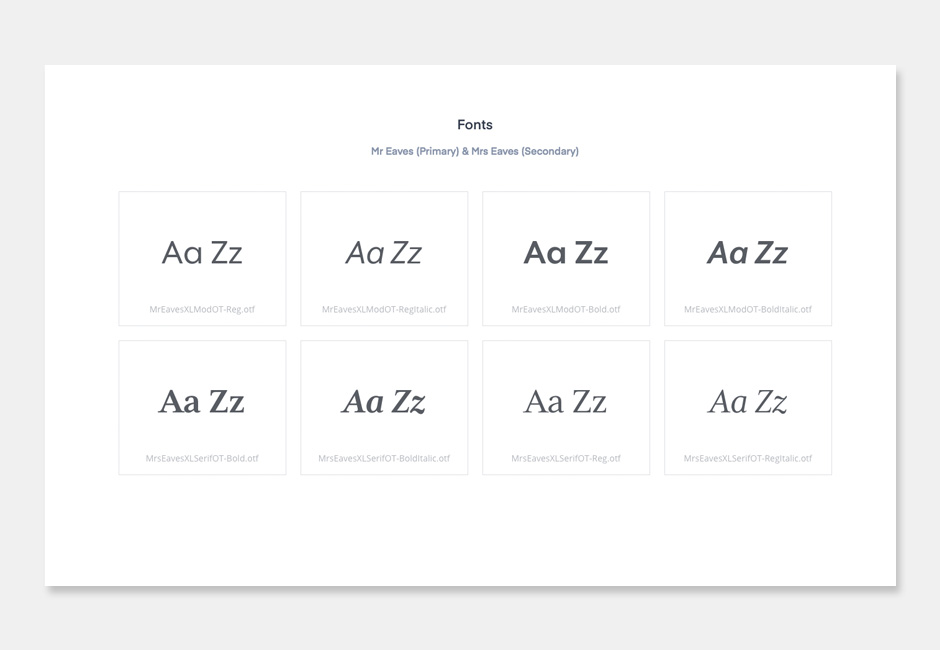 Fonts
Mr Eaves (Primary) & Mrs Eaves (Secondary)
Aa Zz
MrEavesXLModOT-Reg.otf
Aa Zz
MrEavesXLModOT-RegItalic.otf
Aa Zz
MrEavesXLModOT-Bold.otf
Aa Zz
MrEavesXLModOT-BoldItalic.otf
Aa Zz
MrsEavesXLSerifOT-Bold.otf
Aa Zz
MrsEavesXLSerifOT-BoldItalic.otf
Aa Zz
MrsEavesXLSerifOT-Reg.otf
Aa Zz
MrsEavesXLSerifOT-RegItalic.otf